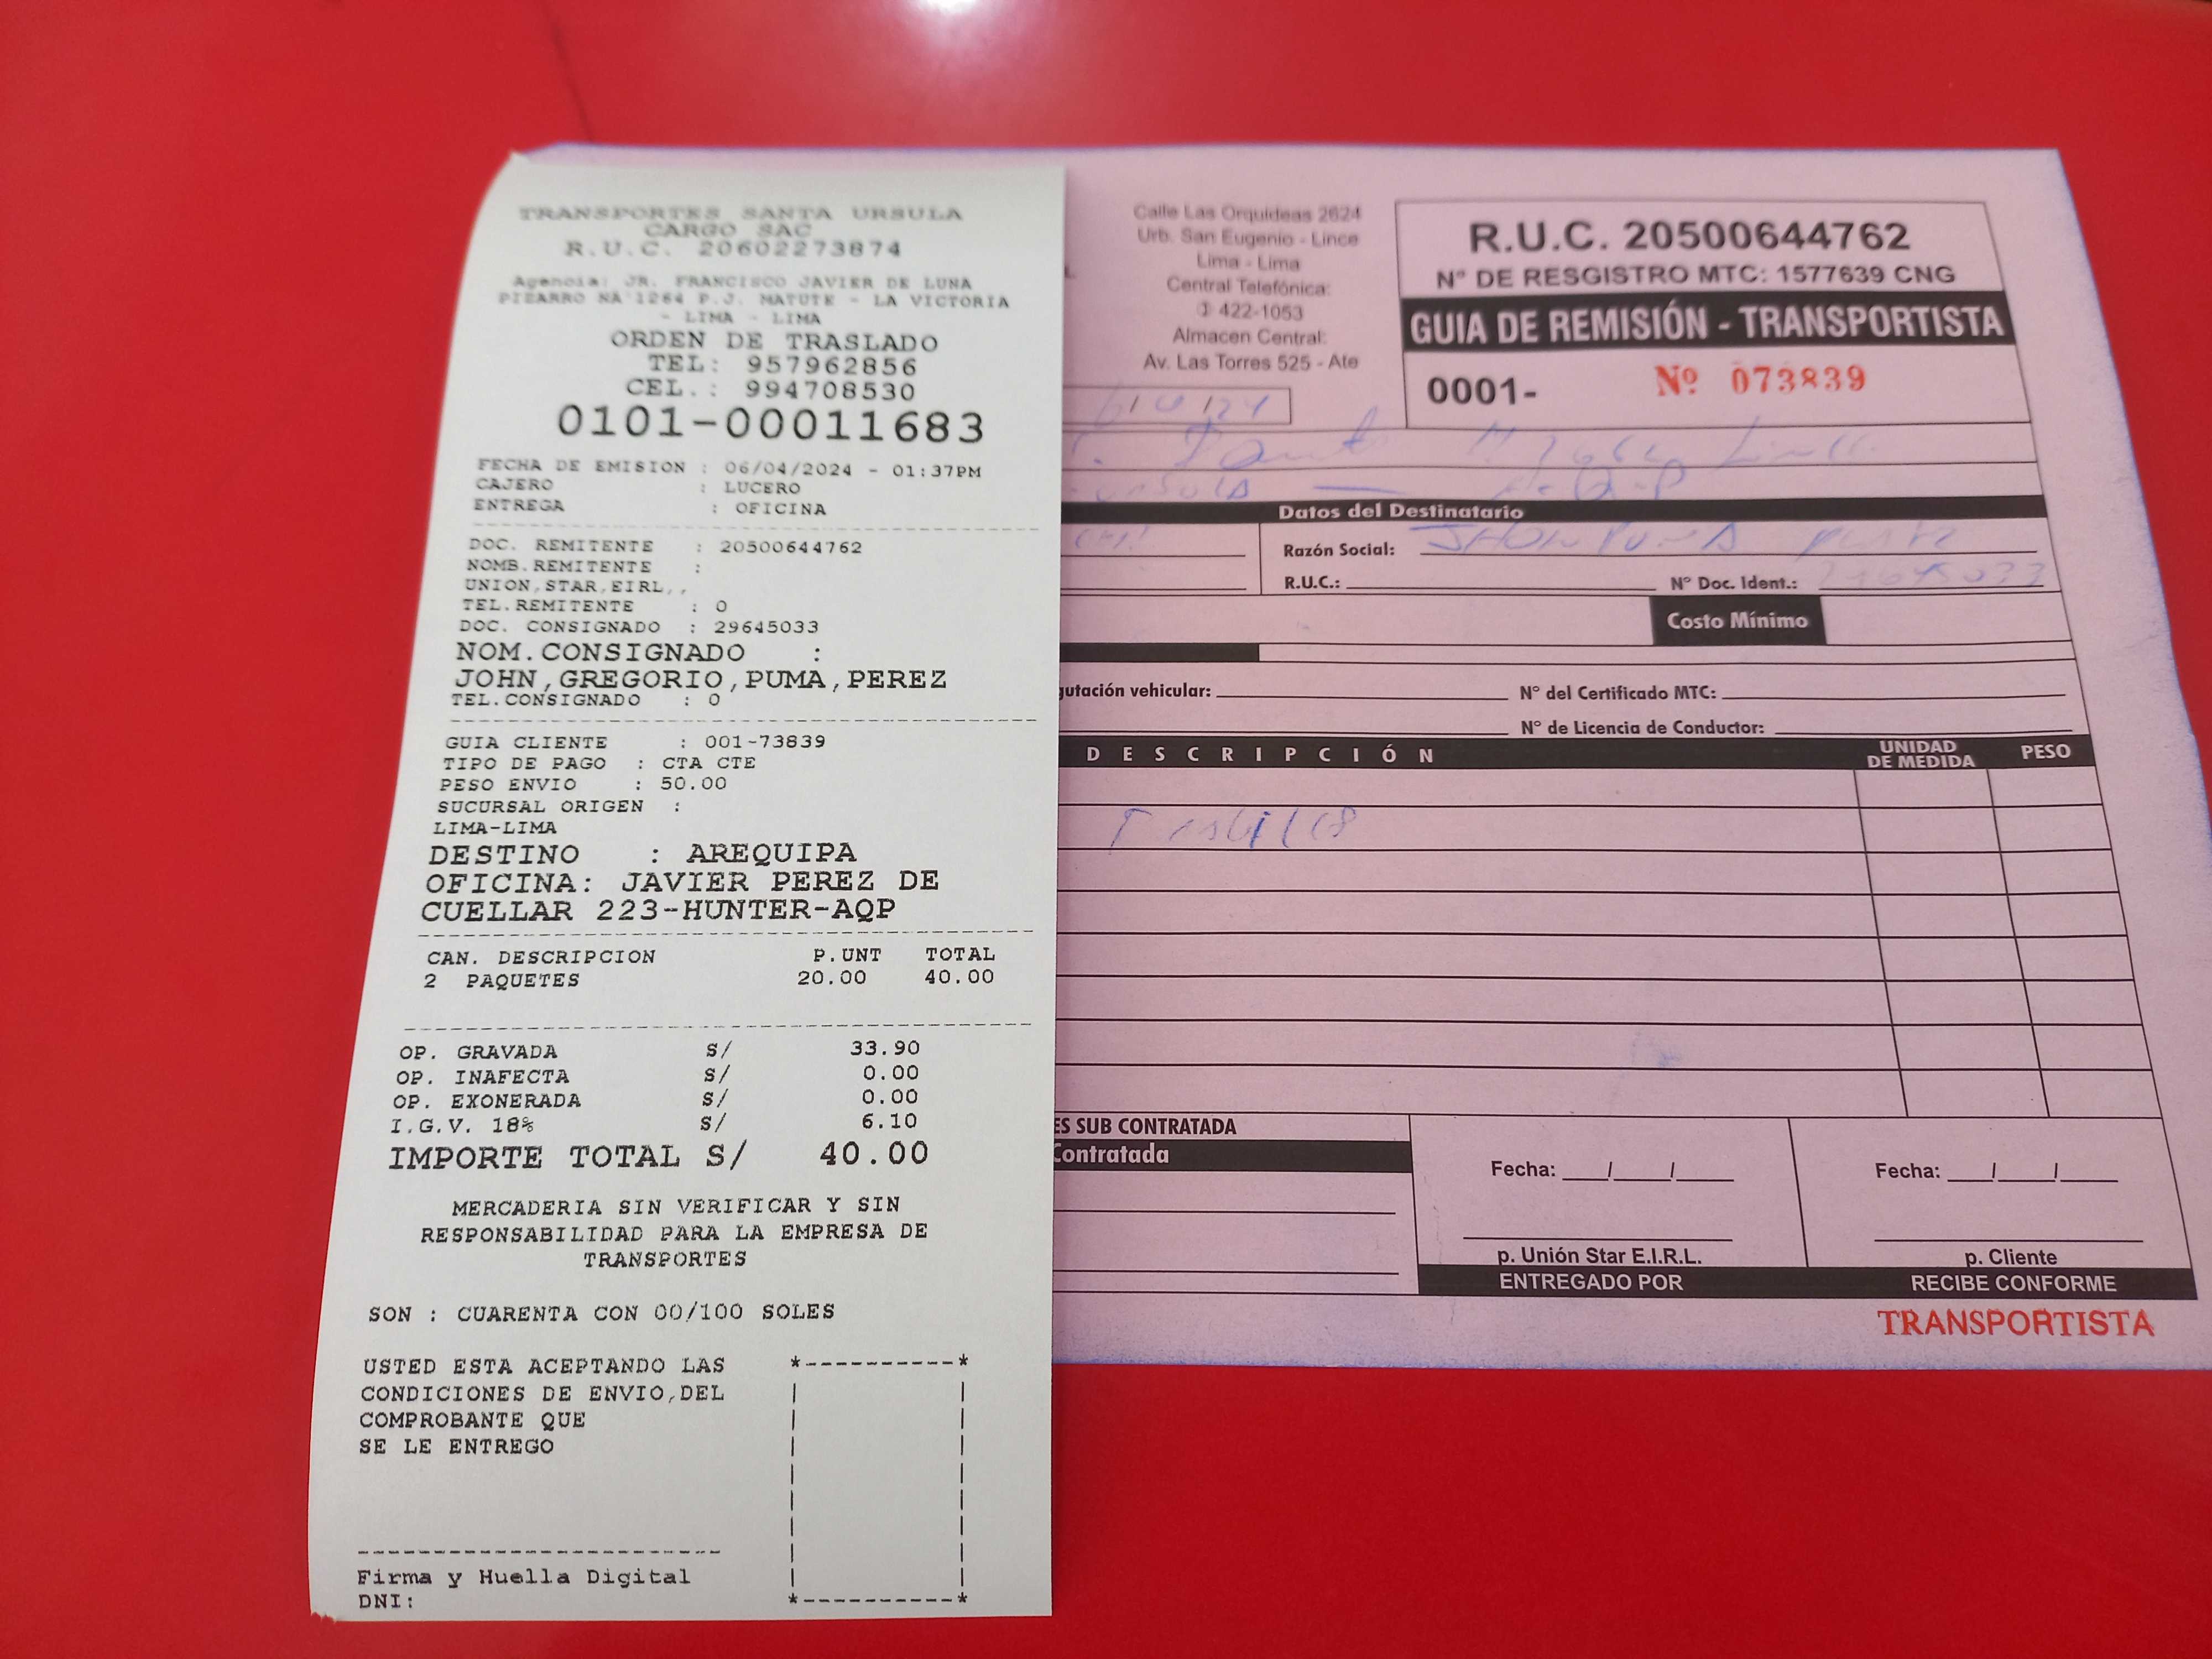 TRANSPORTES SANTA URSULA
CARGO SAC
R.U.C. 20602273874
Agencia: JR. FRANCISCO JAVIER DE LUNA
PIZARRO NA 1264 P.J. MATUTE - LA VICTORIA
- LIMA - LIMA
ORDEN DE TRASLADO
TEL: 957962856
CEL.: 994708530
0101-00011683
FECHA DE EMISION : 06/04/2024 - 01:37PM
CAJERO : LUCERO
ENTREGA : OFICINA
DOC. REMITENTE : 20500644762
NOMB.REMITENTE :
UNION,STAR,EIRL,,
TEL.REMITENTE : 0
DOC. CONSIGNADO : 29645033
NOM.CONSIGNADO :
JOHN,GREGORIO,PUMA,PEREZ
TEL.CONSIGNADO : 0
GUIA CLIENTE : 001-73839
TIPO DE PAGO : CTA CTE
PESO ENVIO : 50.00
SUCURSAL ORIGEN :
LIMA-LIMA
DESTINO : AREQUIPA
OFICINA: JAVIER PEREZ DE
CUELLAR 223-HUNTER-AQP
CAN. DESCRIPCION P.UNT TOTAL
2 PAQUETES 20.00 40.00
OP. GRAVADA S/ 33.90
OP. INAFECTA S/ 0.00
OP. EXONERADA S/ 0.00
I.G.V. 18% S/ 6.10
IMPORTE TOTAL S/ 40.00
MERCADERIA SIN VERIFICAR Y SIN
RESPONSABILIDAD PARA LA EMPRESA DE
TRANSPORTES
SON : CUARENTA CON 00/100 SOLES
USTED ESTA ACEPTANDO LAS
CONDICIONES DE ENVIO,DEL
COMPROBANTE QUE
SE LE ENTREGO
Firma y Huella Digital
DNI:
Calle Las Orquideas 2624
Urb. San Eugenio - Lince
Lima - Lima
Central Telefónica:
422-1053
Almacen Central:
Av. Las Torres 525 - Ate
R.U.C. 20500644762
N° DE RESGISTRO MTC: 1577639 CNG
GUIA DE REMISIÓN - TRANSPORTISTA
0001- Nº 073839
Datos del Destinatario
Razón Social: JHON PUMA
R.U.C.: N° Doc. Ident.:
Costo Mínimo
vehicular: N° del Certificado MTC:
N° de Licencia de Conductor:
DESCRIPCIÓN UNIDAD DE MEDIDA PESO
ES SUB CONTRATADA
Contratada
Fecha: __/__/__ Fecha: __/__/__
p. Unión Star E.I.R.L. p. Cliente
ENTREGADO POR RECIBE CONFORME
TRANSPORTISTA